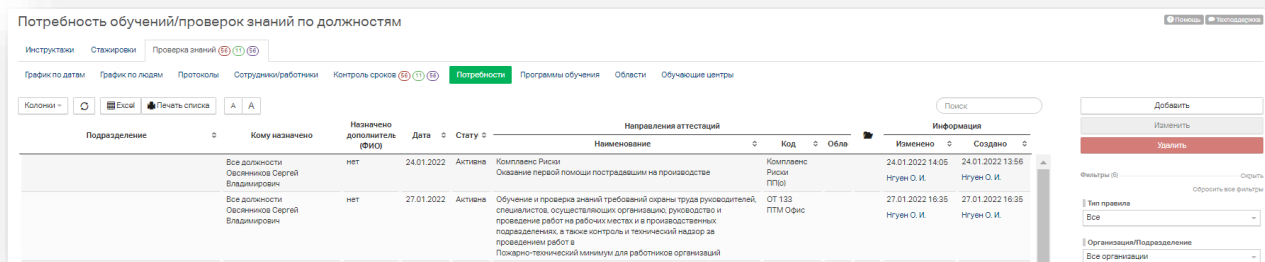 Потребность обучений/проверок знаний по должностям
Помощь Техподдержка
Инструктажи Стажировки Проверка знаний 56 11 56
График по датам График по людям Протоколы Сотрудники/работники Контроль сроков 56 11 56 Потребности Программы обучения Области Обучающие центры
Колонки Excel Печать списка A A Поиск
Добавить
Изменить
Удалить
Подразделение Кому назначено Назначено дополнитель (ФИО) Дата Стату Направления аттестаций Информация
Наименование Код Обла Изменено Создано
Все должности нет 24.01.2022 Активна Комплаенс Риски Комплаенс 24.01.2022 14:05 24.01.2022 13:56
Овсянников Сергей Оказание первой помощи пострадавшим на производстве Риски Нгуен О. И. Нгуен О. И.
Владимирович ПП(о)
Все должности нет 27.01.2022 Активна Обучение и проверка знаний требований охраны труда руководителей, ОТ 133 27.01.2022 16:35 27.01.2022 16:35
Овсянников Сергей специалистов, осуществляющих организацию, руководство и ПТМ Офис Нгуен О. И. Нгуен О. И.
Владимирович проведение работ на рабочих местах и в производственных
подразделениях, а также контроль и технический надзор за
проведением работ в
Пожарно-технический минимум для работников организаций
Фильтры (6) Скрыть
Сбросить все фильтры
Тип правила
Все
Организация/Подразделение
Все организации